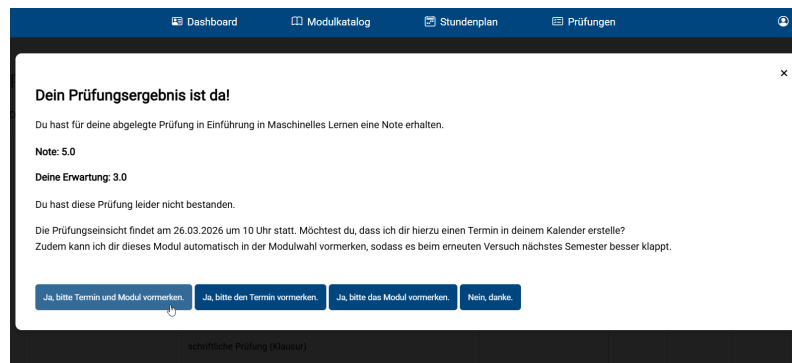 Dashboard
Modulkatalog
Stundenplan
Prüfungen
×
Dein Prüfungsergebnis ist da!
Du hast für deine abgelegte Prüfung in Einführung in Maschinelles Lernen eine Note erhalten.
Note: 5.0
Deine Erwartung: 3.0
Du hast diese Prüfung leider nicht bestanden.
Die Prüfungseinsicht findet am 26.03.2026 um 10 Uhr statt. Möchtest du, dass ich dir hierzu einen Termin in deinem Kalender erstelle?
Zudem kann ich dir dieses Modul automatisch in der Modulwahl vormerken, sodass es beim erneuten Versuch nächstes Semester besser klappt.
Ja, bitte Termin und Modul vormerken.
Ja, bitte den Termin vormerken.
Ja, bitte das Modul vormerken.
Nein, danke.
schriftliche Prüfung (Klausur)